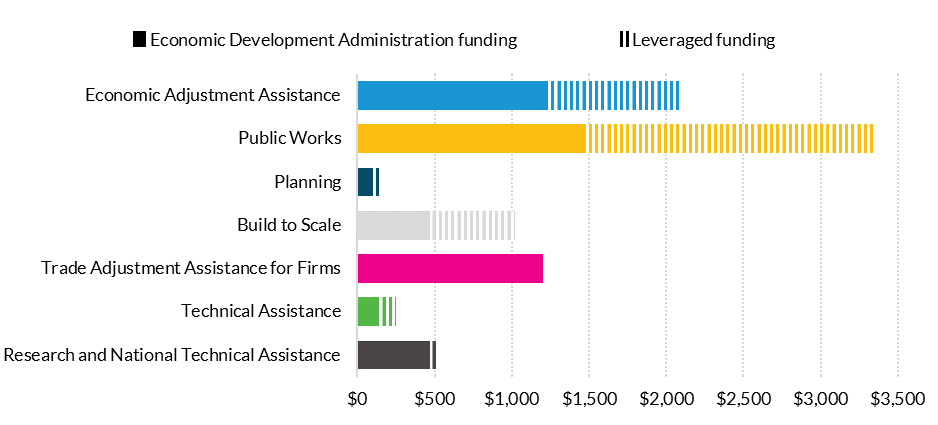 Economic Development Administration funding
Leveraged funding
Economic Adjustment Assistance
Public Works
Planning
Build to Scale
Trade Adjustment Assistance for Firms
Technical Assistance
Research and National Technical Assistance
$0 $500 $1,000 $1,500 $2,000 $2,500 $3,000 $3,500